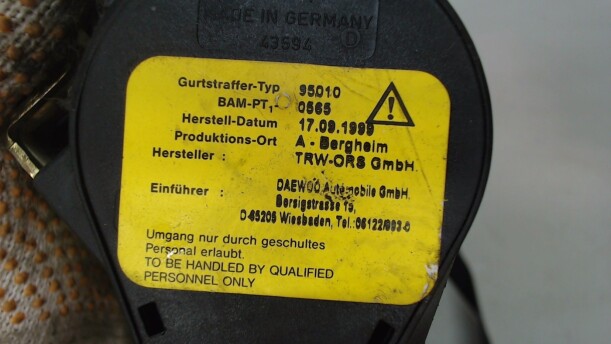 MADE IN GERMANY
43594 D
Gurtstraffer-Typ 95010
BAM-PT1- 0565
Herstell-Datum 17.09.1999
Produktions-Ort A - Bergheim
Hersteller : TRW-ORS GmbH
Einführer : DAEWOO Automobile GmbH
Borsigstrasse 19,
D-65205 Wiesbaden, Tel.:06122/993-0
Umgang nur durch geschultes
Personal erlaubt.
TO BE HANDLED BY QUALIFIED
PERSONNEL ONLY